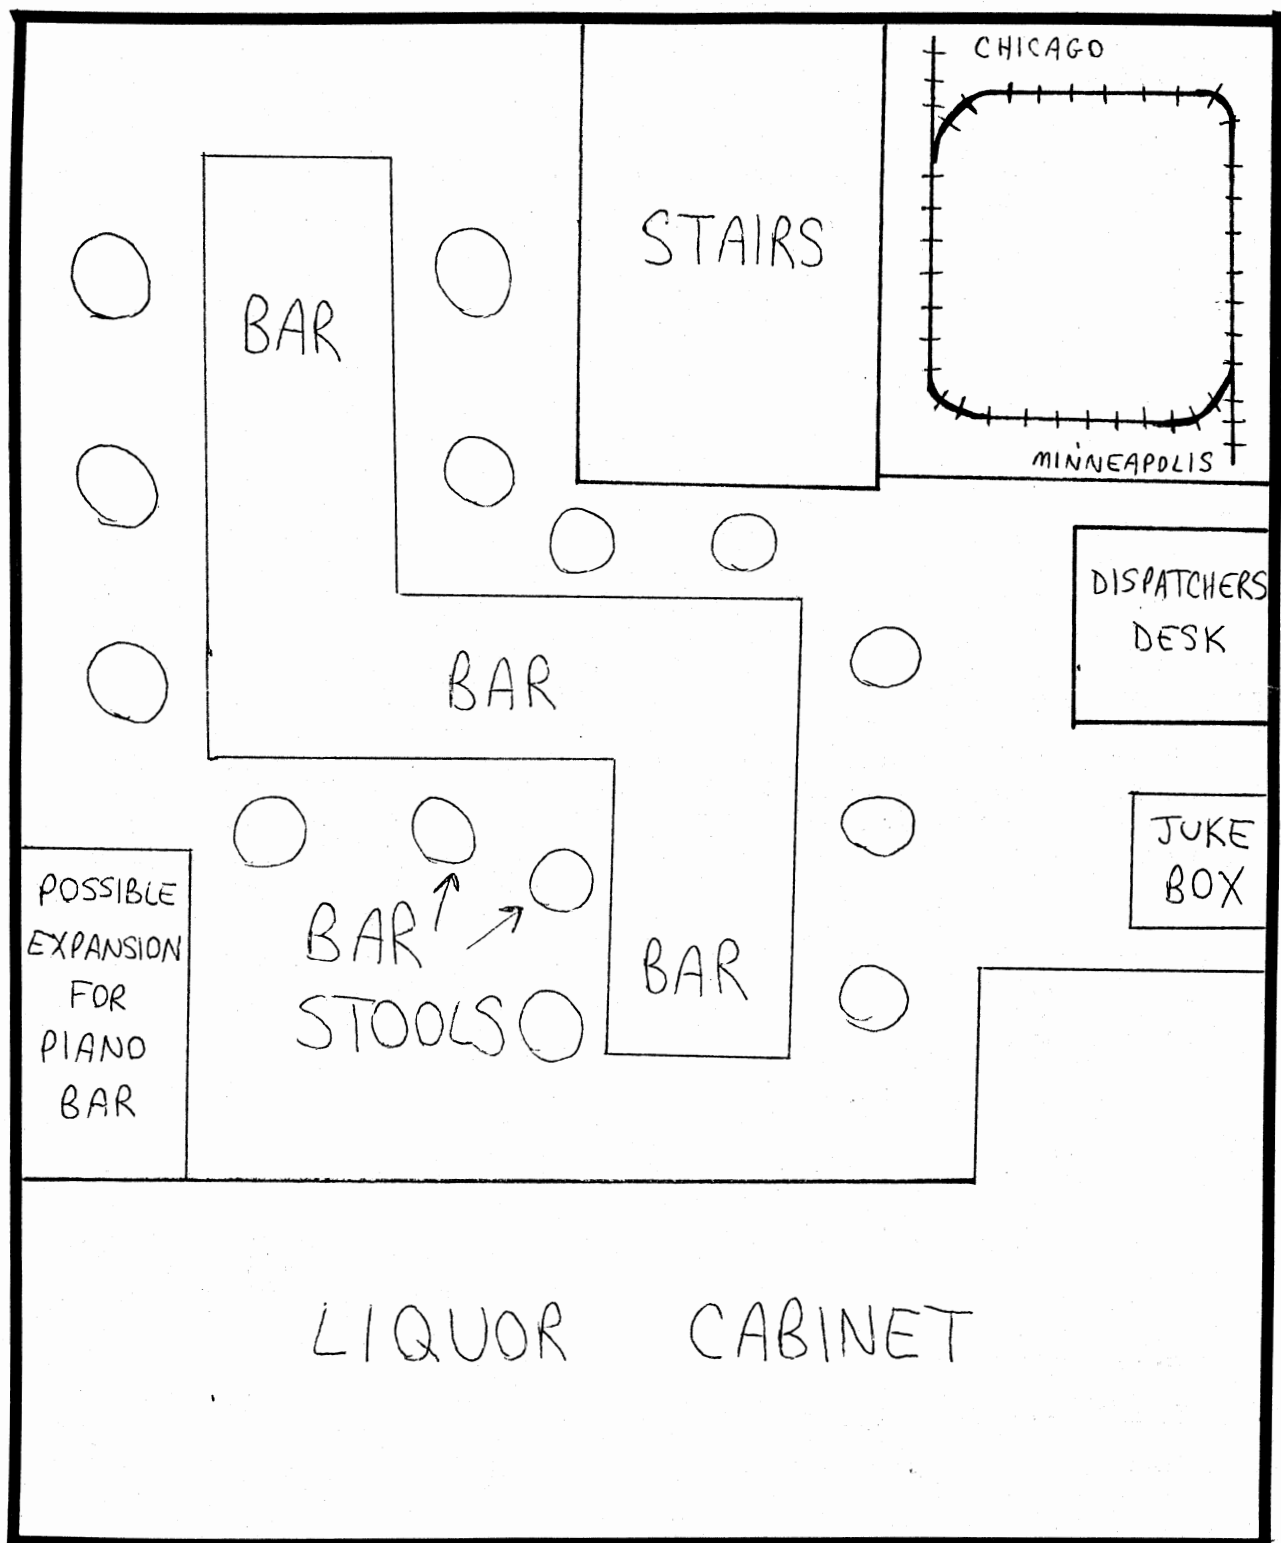 CHICAGO
STAIRS
BAR
MINNEAPOLIS
DISPATCHERS
DESK
BAR
JUKE
BOX
POSSIBLE
EXPANSION
FOR
PIANO
BAR
BAR
STOOLS
BAR
LIQUOR CABINET